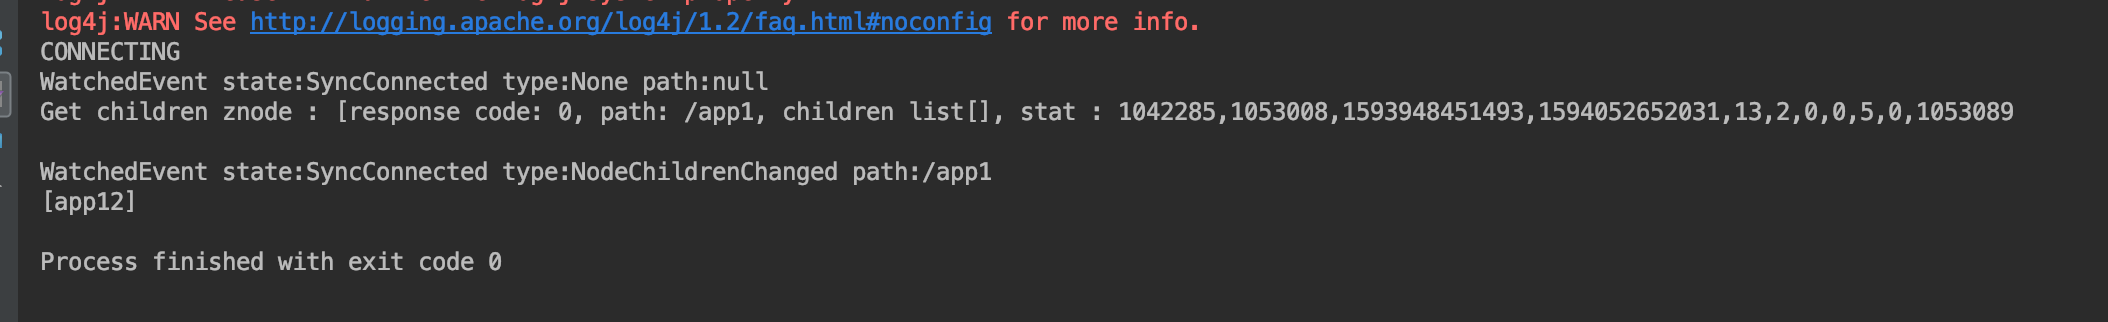 log4j:WARN See http://logging.apache.org/log4j/1.2/faq.html#noconfig for more info.
CONNECTING
WatchedEvent state:SyncConnected type:None path:null
Get children znode : [response code: 0, path: /app1, children list[], stat : 1042285,1053008,1593948451493,1594052652031,13,2,0,0,5,0,1053089
WatchedEvent state:SyncConnected type:NodeChildrenChanged path:/app1
[app12]
Process finished with exit code 0